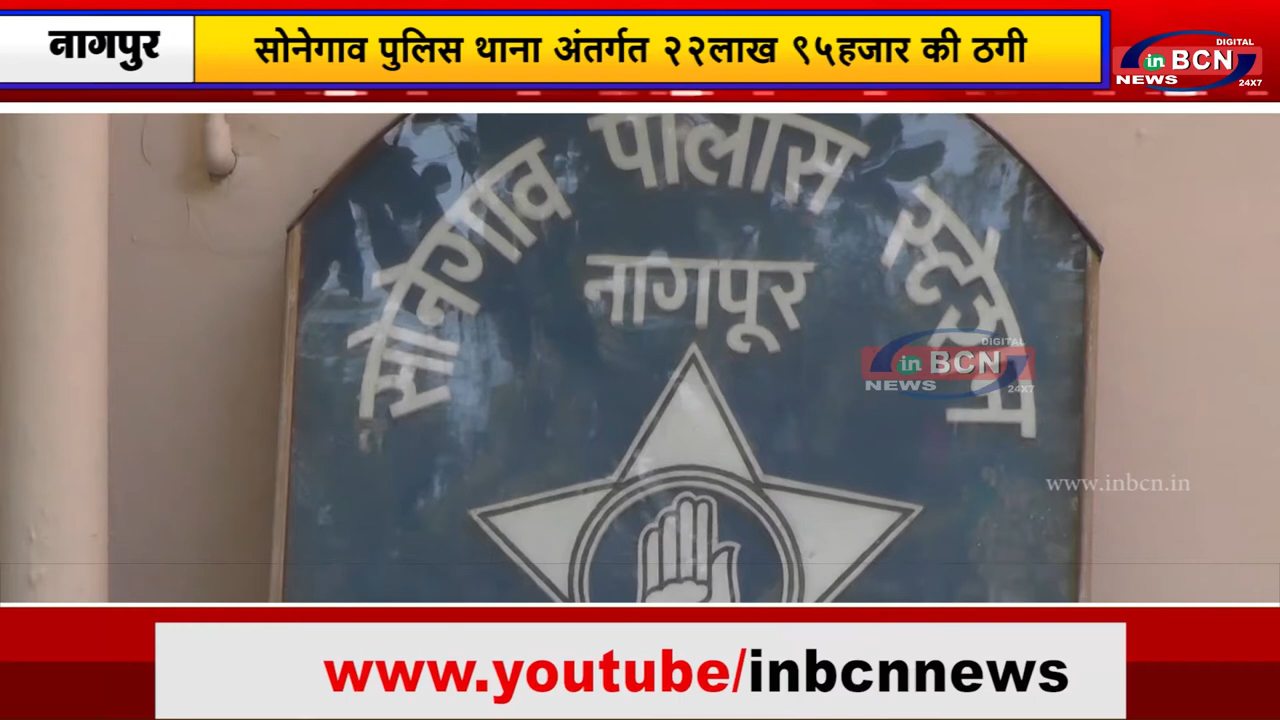 नागपुर
सोनेगाव पुलिस थाना अंतर्गत २२लाख ९५हजार की ठगी
DIGITAL
in BCN
NEWS 24X7
सोनेगाव पोलीस स्टेशन
नागपूर
DIGITAL
in BCN
NEWS 24X7
www.inbcn.in
www.youtube/inbcnnews